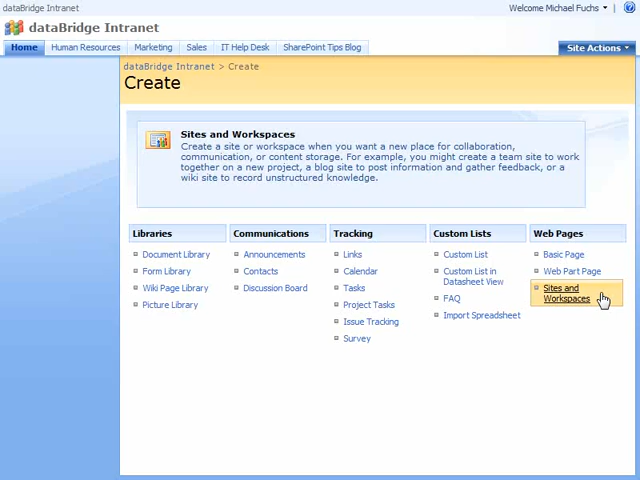 dataBridge Intranet
Welcome Michael Fuchs
dataBridge Intranet
Home Human Resources Marketing Sales IT Help Desk SharePoint Tips Blog Site Actions
dataBridge Intranet > Create
Create
Sites and Workspaces
Create a site or workspace when you want a new place for collaboration,
communication, or content storage. For example, you might create a team site to work
together on a new project, a blog site to post information and gather feedback, or a
wiki site to record unstructured knowledge.
Libraries
Document Library
Form Library
Wiki Page Library
Picture Library
Communications
Announcements
Contacts
Discussion Board
Tracking
Links
Calendar
Tasks
Project Tasks
Issue Tracking
Survey
Custom Lists
Custom List
Custom List in
Datasheet View
FAQ
Import Spreadsheet
Web Pages
Basic Page
Web Part Page
Sites and
Workspaces